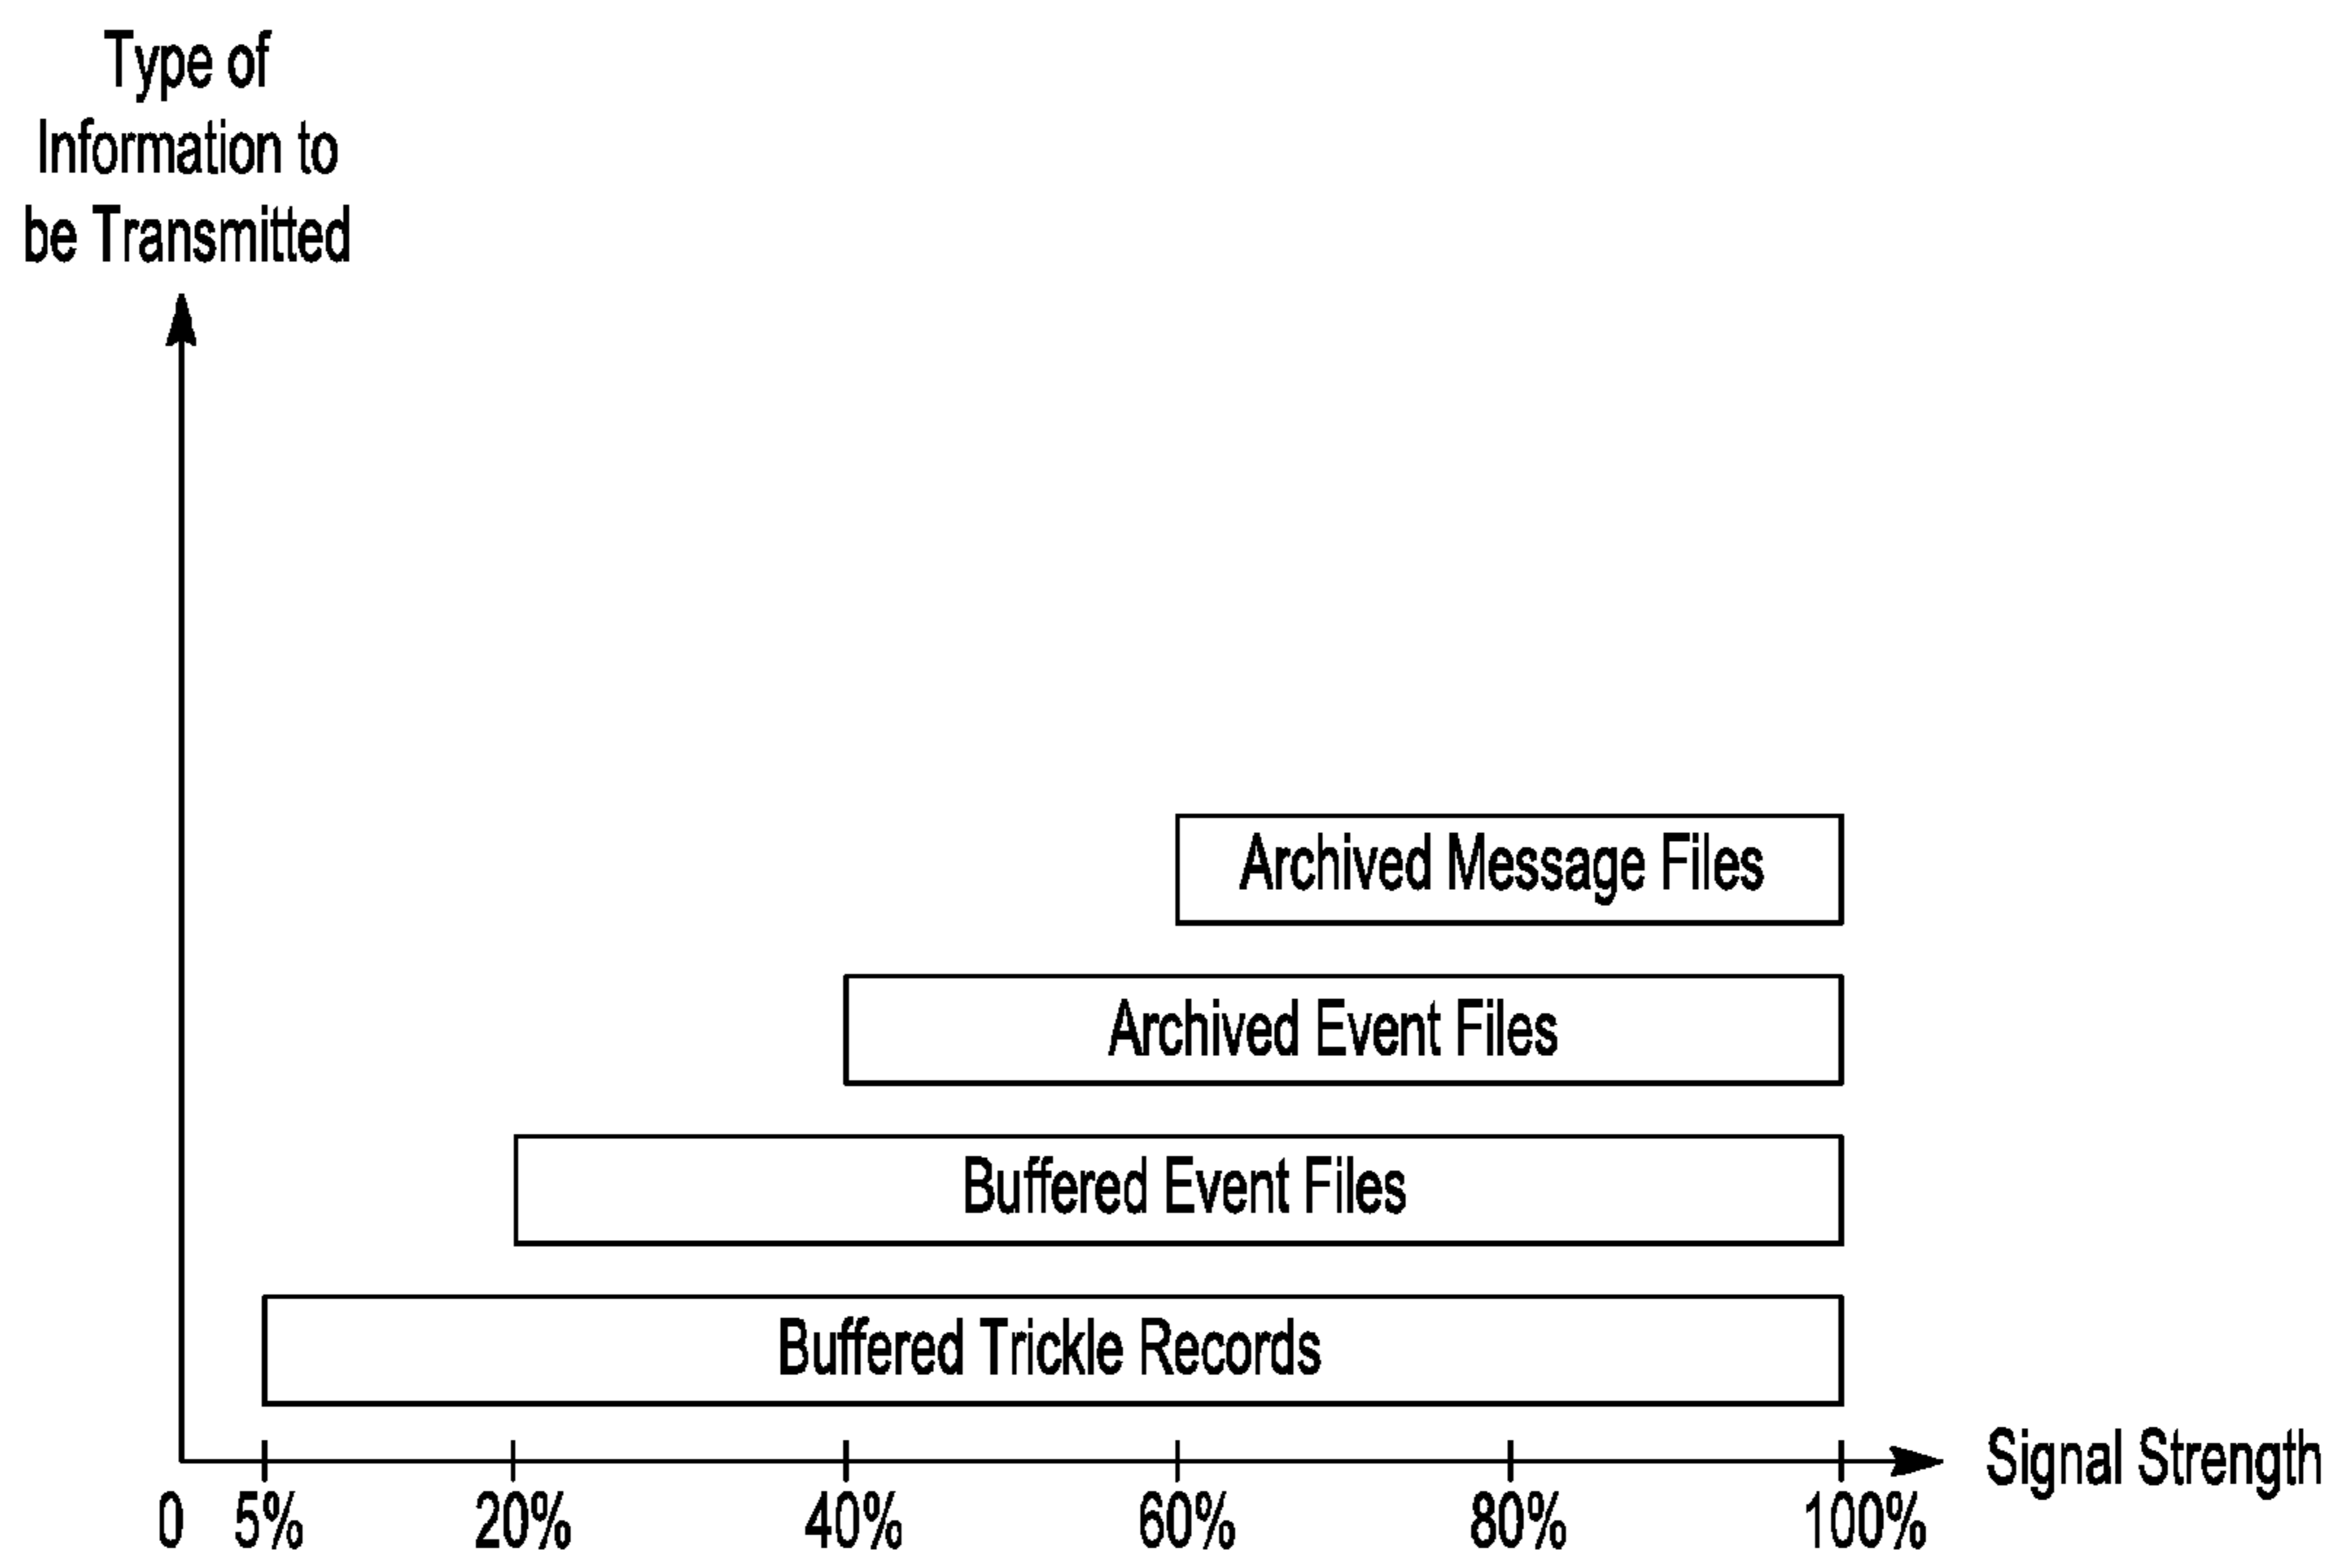 Type of
Information to
be Transmitted
Archived Message Files
Archived Event Files
Buffered Event Files
Buffered Trickle Records
Signal Strength
0 5% 20% 40% 60% 80% 100%